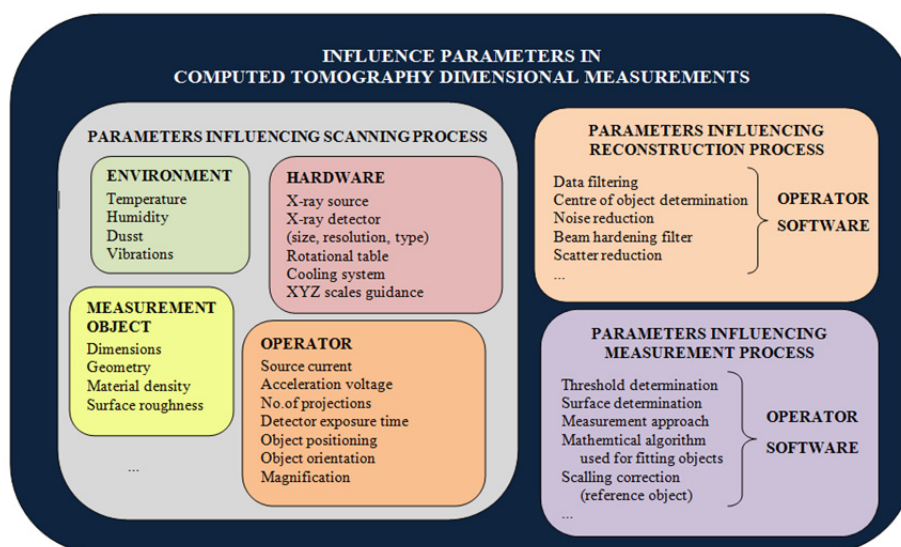 INFLUENCE PARAMETERS IN
COMPUTED TOMOGRAPHY DIMENSIONAL MEASUREMENTS
PARAMETERS INFLUENCING SCANNING PROCESS
ENVIRONMENT
Temperature
Humidity
Dusst
Vibrations
HARDWARE
X-ray source
X-ray detector
(size, resolution, type)
Rotational table
Cooling system
XYZ scales guidance
MEASUREMENT
OBJECT
Dimensions
Geometry
Material density
Surface roughness
...
OPERATOR
Source current
Acceleration voltage
No.of projections
Detector exposure time
Object positioning
Object orientation
Magnification
PARAMETERS INFLUENCING
RECONSTRUCTION PROCESS
Data filtering
Centre of object determination
Noise reduction
Beam hardening filter
Scatter reduction
...
OPERATOR
SOFTWARE
PARAMETERS INFLUENCING
MEASUREMENT PROCESS
Threshold determination
Surface determination
Measurement approach
Mathemtical algorithm
used for fitting objects
Scalling correction
(reference object)
...
OPERATOR
SOFTWARE